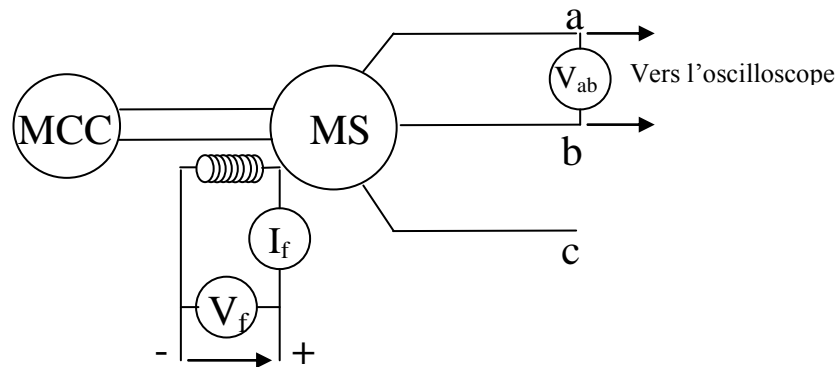 a
V_ab Vers l'oscilloscope
MCC MS
b
I_f
c
V_f
- +